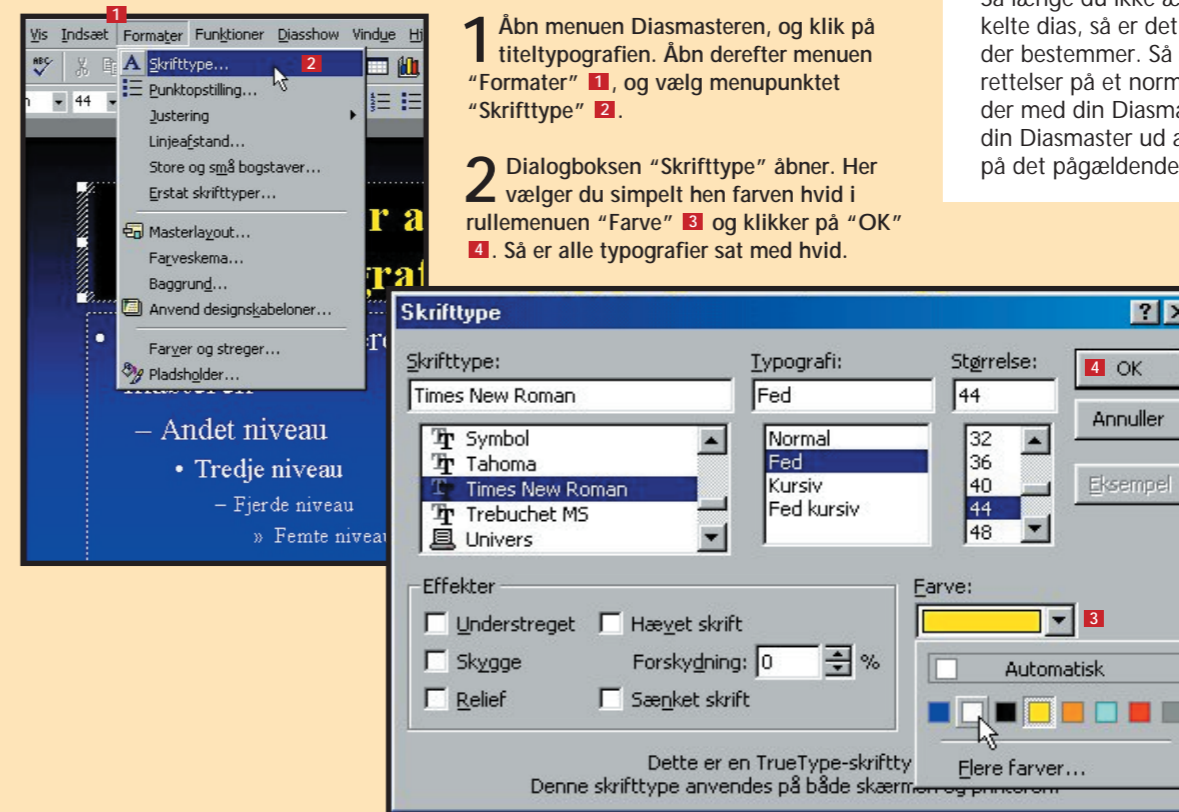 1 Åbn menuen Diasmasteren, og klik på
titeltypografien. Åbn derefter menuen
“Formater” 1, og vælg menupunktet
“Skrifttype” 2.
2 Dialogboksen “Skrifttype” åbner. Her
vælger du simpelt hen farven hvid i
rullemenuen “Farve” 3 og klikker på “OK”
4. Så er alle typografier sat med hvid.
kelte dias, så er det
der bestemmer. Så
rettelser på et norm
der med din Diasma
din Diasmaster ud a
på det pågældende
1
Vis Indsæt Formater Funktioner Diasshow Vindue Hj
ABC
44
Skrifttype... 2
Punktopstilling...
Justering
Linjeafstand...
Store og små bogstaver...
Erstat skrifttyper...
Masterlayout...
Farveskema...
Baggrund...
Anvend designskabeloner...
Farver og streger...
Pladsholder...
r a
graf
– Andet niveau
• Tredje niveau
– Fjerde niveau
» Femte niveau
Skrifttype
Skrifttype: Typografi: Størrelse:
4 OK
Times New Roman Fed 44
Annuller
Symbol Normal 32
Tahoma Fed 36
Times New Roman Kursiv 40
Eksempel
Trebuchet MS Fed kursiv 44
Univers 48
Effekter Farve:
Understreget Hævet skrift 3
Skygge Forskydning: 0 %
Automatisk
Relief Sænket skrift
Flere farver...
Dette er en TrueType-skriftty
Denne skrifttype anvendes på både skærmen og printeren